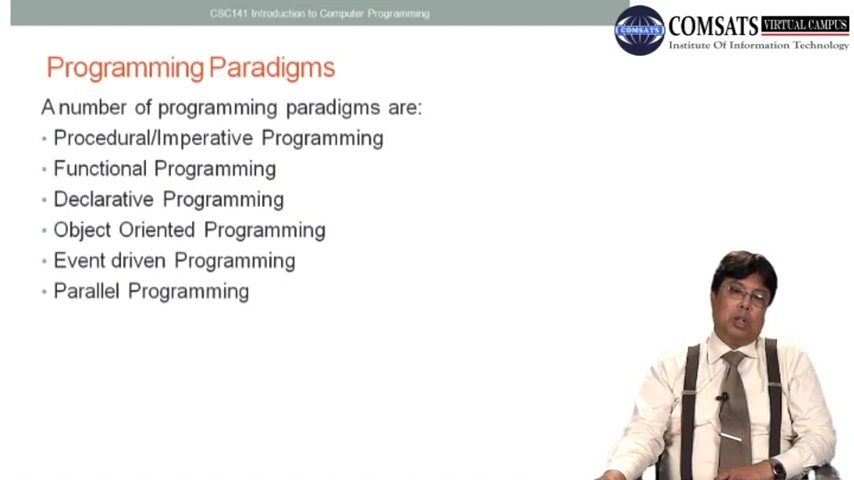 CSC141 Introduction to Computer Programming
COMSATS VIRTUAL CAMPUS
Institute Of Information Technology
COMSATS
Programming Paradigms
A number of programming paradigms are:
• Procedural/Imperative Programming
• Functional Programming
• Declarative Programming
• Object Oriented Programming
• Event driven Programming
• Parallel Programming